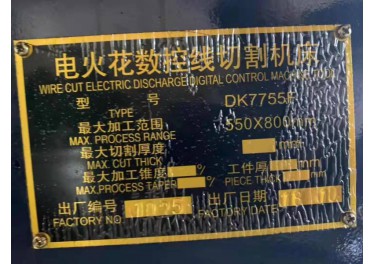 电火花数控线切割机床
WIRE CUT ELECTRIC DISCHARGE DIGITAL CONTROL MACHINE TOOL
型 号 DK7755F
TYPE
最大加工范围: 550X800mm
MAX. PROCESS RANGE
最大切割厚度 mm
MAX. CUT THICK
最大加工锥度: °/ 工件厚 mm
MAX.PROCESS TAPER PIECE THICK mm
出厂编号 出厂日期
FACTORY NO. FACTORY DATE